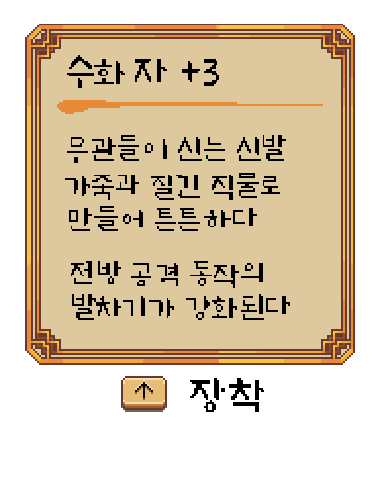 수화자 +3
무관들이 신는 신발
가죽과 질긴 직물로
만들어 튼튼하다
전방 공격 동작의
발차기가 강화된다
↑ 장착